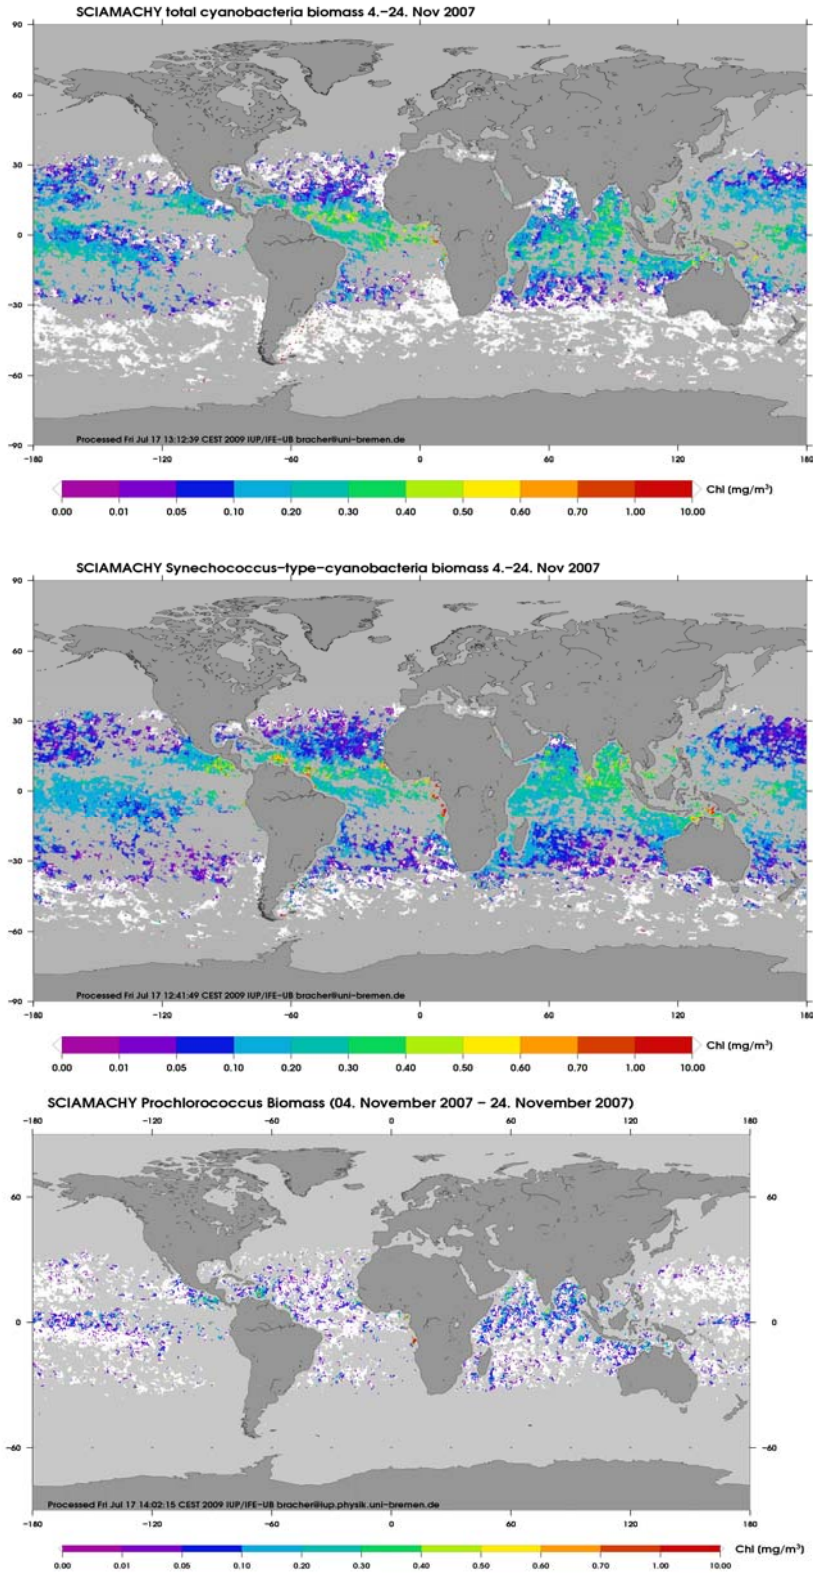 SCIAMACHY total cyanobacteria biomass 4.–24. Nov 2007
90
60
30
0
−30
−60
−90
Processed Fri Jul 17 13:12:39 CEST 2009 IUP/IFE–UB bracher@uni–bremen.de
−180 −120 −60 0 60 120 180
Chl [mg/m³]
0.00 0.01 0.05 0.10 0.20 0.30 0.40 0.50 0.60 0.70 1.00 10.00
SCIAMACHY Synechococcus–type–cyanobacteria biomass 4.–24. Nov 2007
90
60
30
0
−30
−60
−90
Processed Fri Jul 17 12:41:49 CEST 2009 IUP/IFE–UB bracher@uni–bremen.de
−180 −120 −60 0 60 120 180
Chl [mg/m³]
0.00 0.01 0.05 0.10 0.20 0.30 0.40 0.50 0.60 0.70 1.00 10.00
SCIAMACHY Prochlorococcus Biomass (04. November 2007 – 24. November 2007)
−180 −120 −60 0 60 120 180
60 60
0 0
−60 −60
Processed Fri Jul 17 14:02:15 CEST 2009 IUP/IFE–UB bracher@iup.physik.uni–bremen.de
−180 −120 −60 0 60 120 180
Chl [mg/m³]
0.00 0.01 0.05 0.10 0.20 0.30 0.40 0.50 0.60 0.70 1.00 10.00